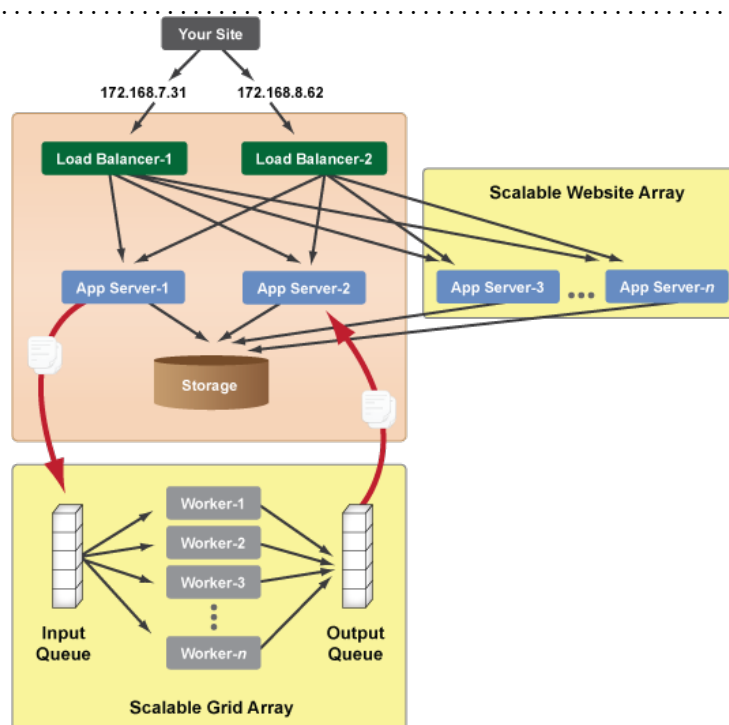 Your Site
172.168.7.31
172.168.8.62
Load Balancer-1
Load Balancer-2
Scalable Website Array
App Server-1
App Server-2
App Server-3
App Server-n
Storage
Worker-1
Worker-2
Worker-3
Worker-n
Input
Queue
Output
Queue
Scalable Grid Array